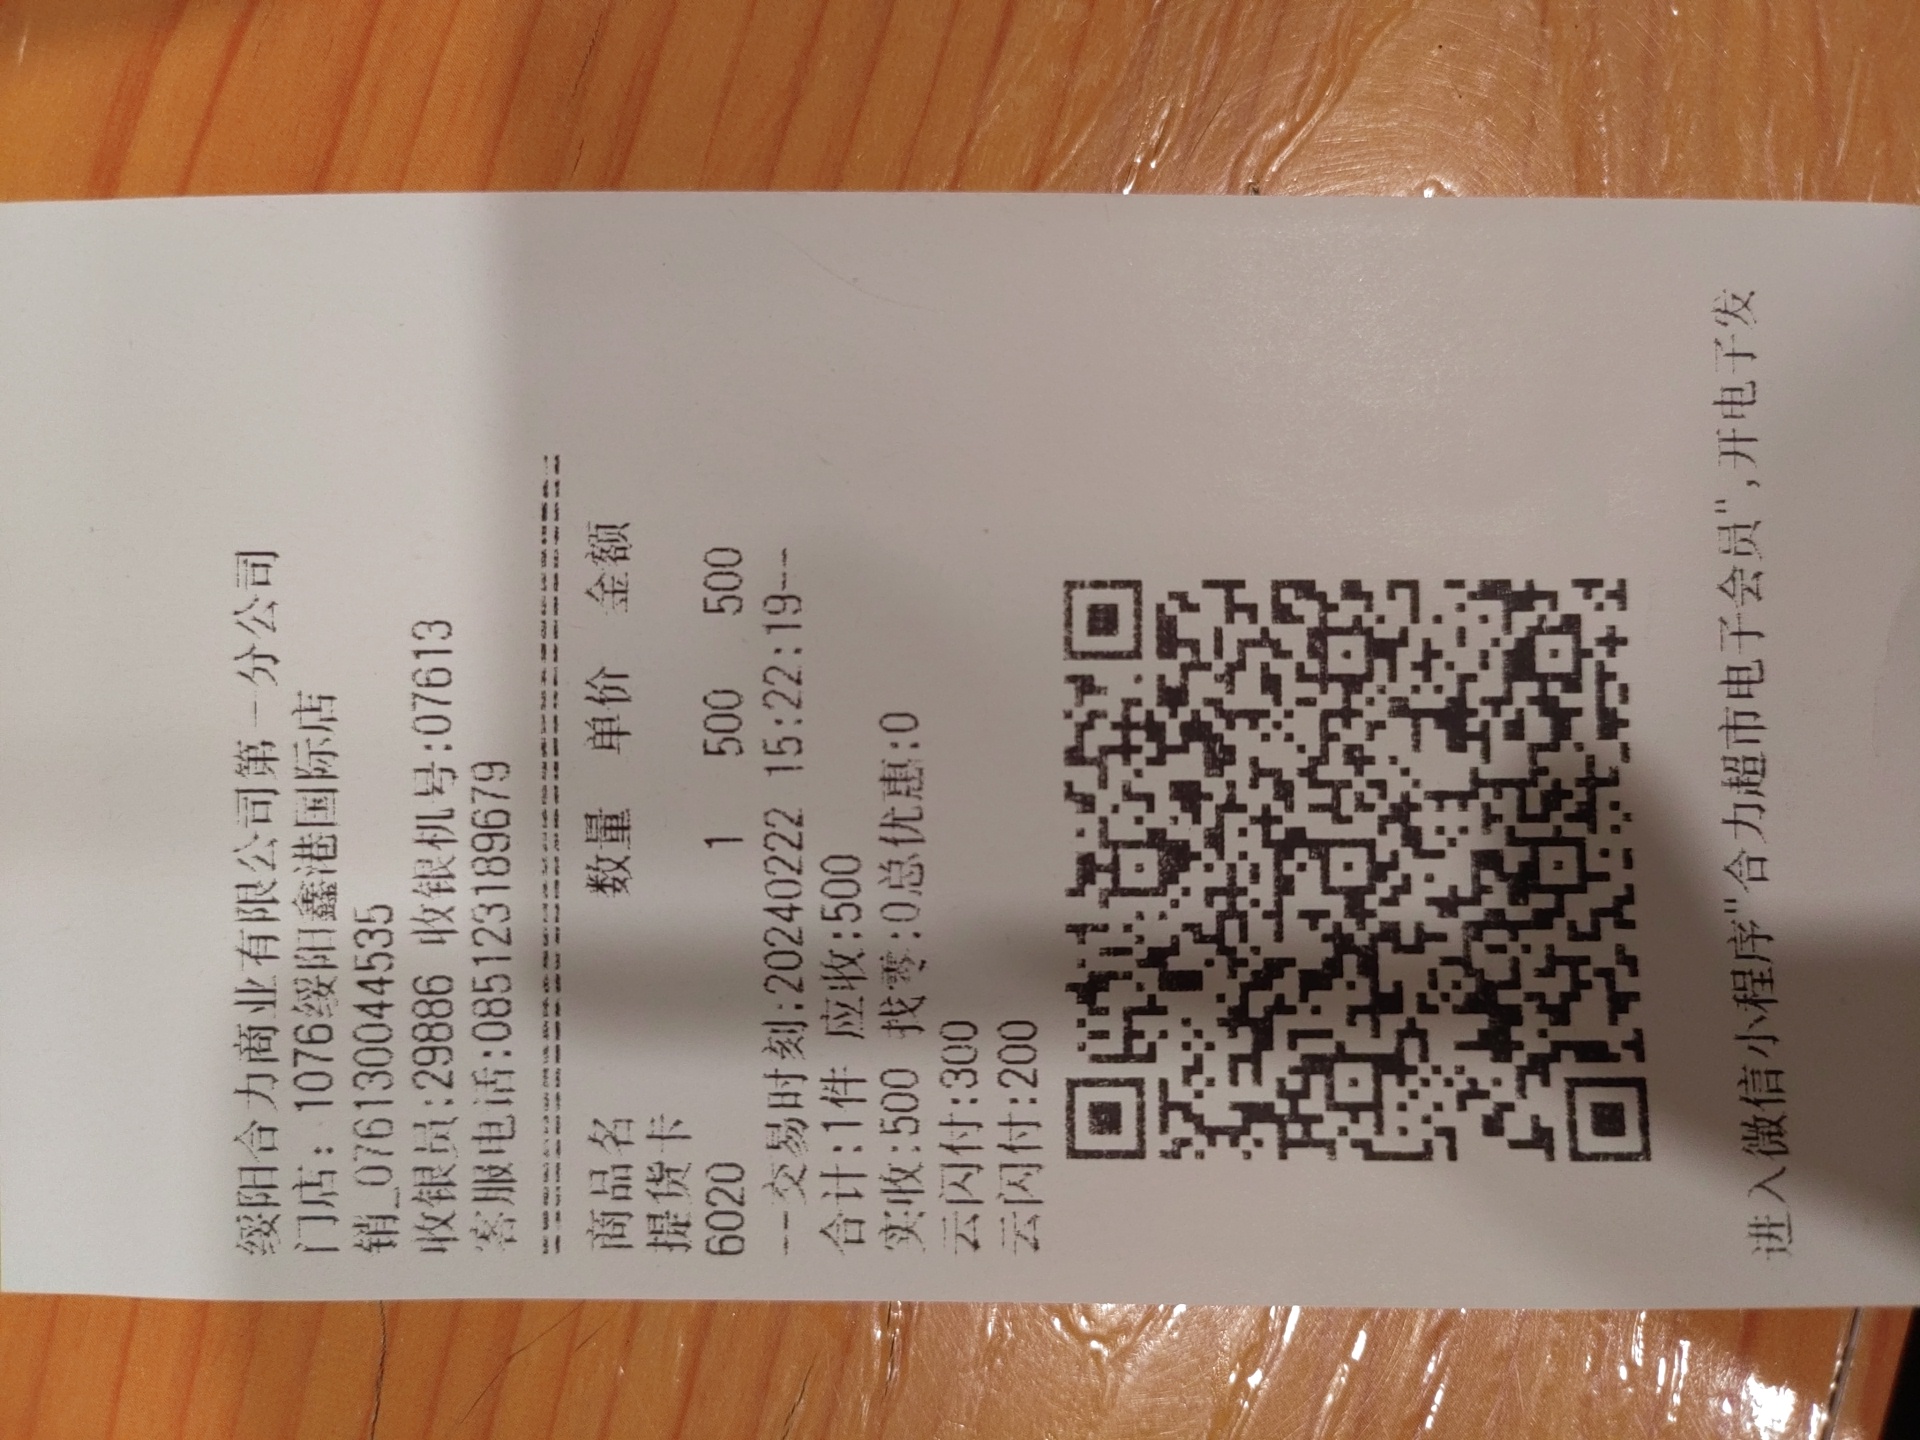 绥阳合力商业有限公司第一分公司
门店: 1076绥阳鑫港国际店
销_076130044535
收银员:29886 收银机号:07613
客服电话:085123189679
商品名 数量 单价 金额
提货卡
6020 1 500 500
--交易时刻:20240222 15:22:19--
合计:1件 应收:500
实收:500 找零:0总优惠:0
云闪付:300
云闪付:200
进入微信小程序"合力超市电子会员",开电子发